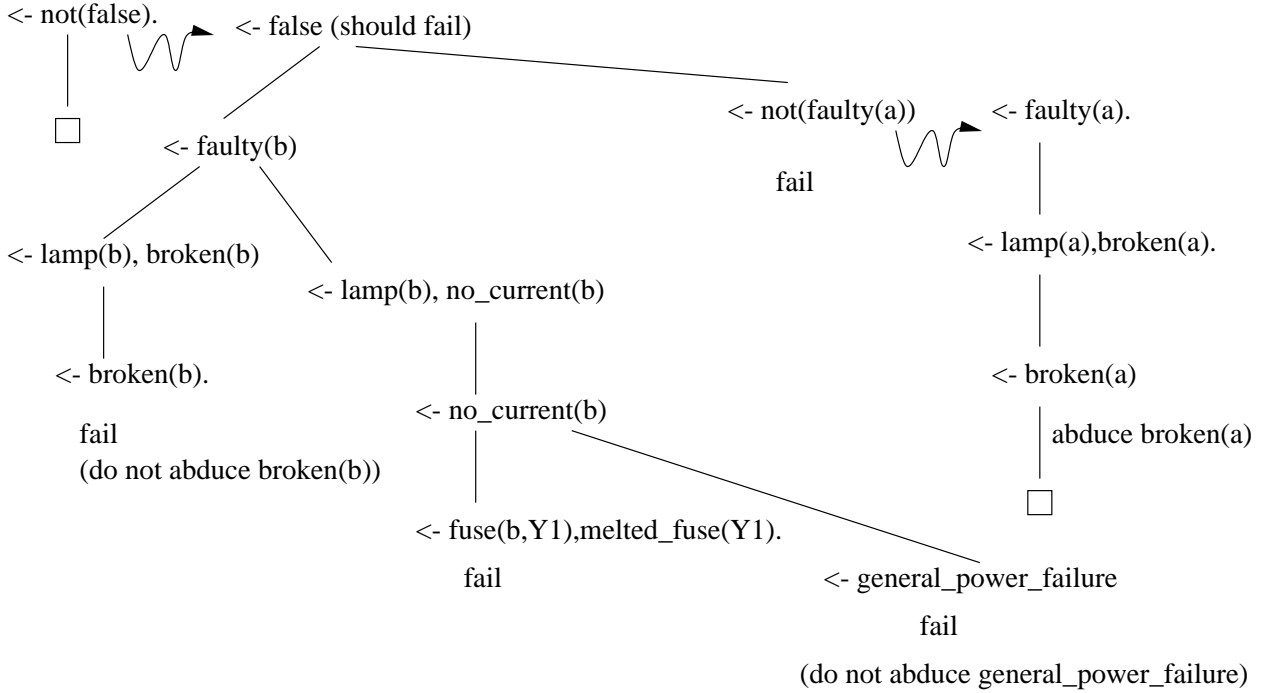 <- not(false).
<- false (should fail)
<- not(faulty(a))
<- faulty(a).
<- faulty(b)
fail
<- lamp(b), broken(b)
<- lamp(a),broken(a).
<- lamp(b), no_current(b)
<- broken(b).
<- broken(a)
<- no_current(b)
fail
(do not abduce broken(b))
abduce broken(a)
<- fuse(b,Y1),melted_fuse(Y1).
fail
<- general_power_failure
fail
(do not abduce general_power_failure)